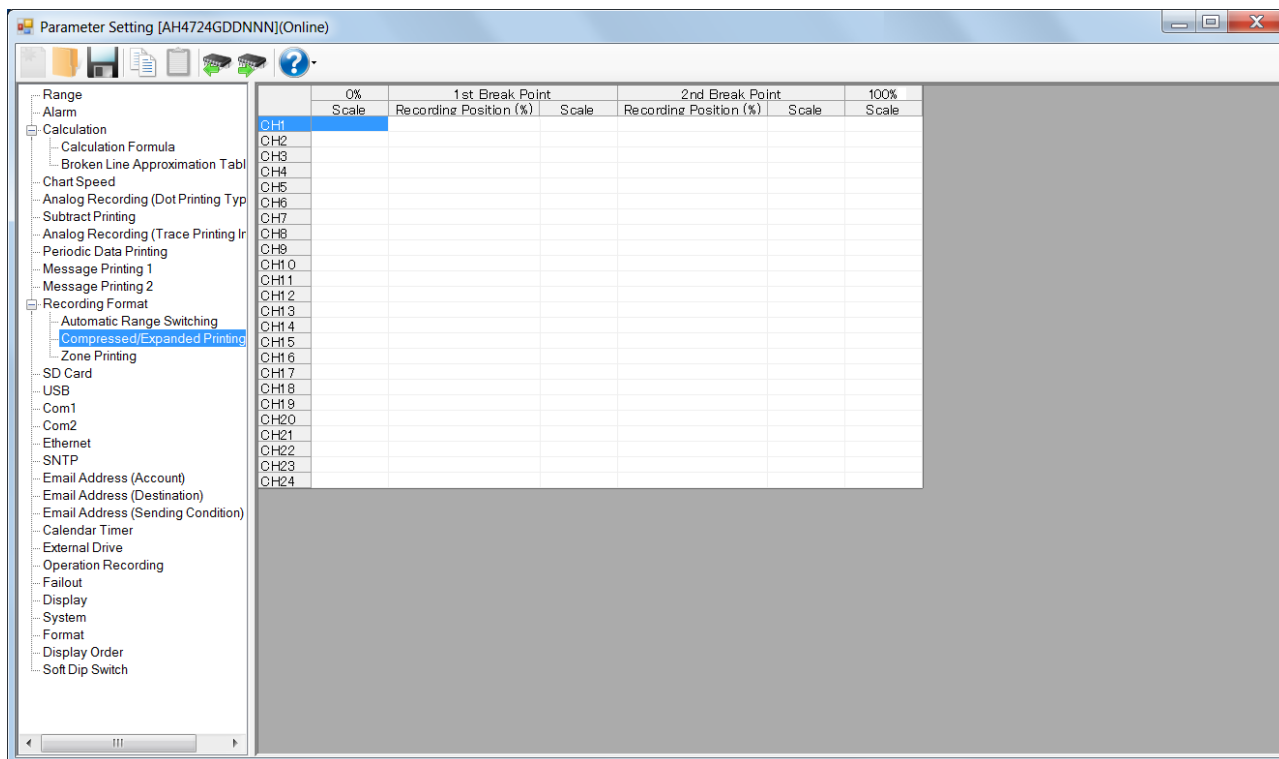 Parameter Setting [AH4724GDDNNN](Online)
Range
Alarm
Calculation
Calculation Formula
Broken Line Approximation Tabl
Chart Speed
Analog Recording (Dot Printing Typ
Subtract Printing
Analog Recording (Trace Printing Ir
Periodic Data Printing
Message Printing 1
Message Printing 2
Recording Format
Automatic Range Switching
Compressed/Expanded Printing
Zone Printing
SD Card
USB
Com1
Com2
Ethernet
SNTP
Email Address (Account)
Email Address (Destination)
Email Address (Sending Condition)
Calendar Timer
External Drive
Operation Recording
Failout
Display
System
Format
Display Order
Soft Dip Switch
0% 1st Break Point 2nd Break Point 100%
Scale Recording Position (%) Scale Recording Position (%) Scale Scale
CH1
CH2
CH3
CH4
CH5
CH6
CH7
CH8
CH9
CH10
CH11
CH12
CH13
CH14
CH15
CH16
CH17
CH18
CH19
CH20
CH21
CH22
CH23
CH24